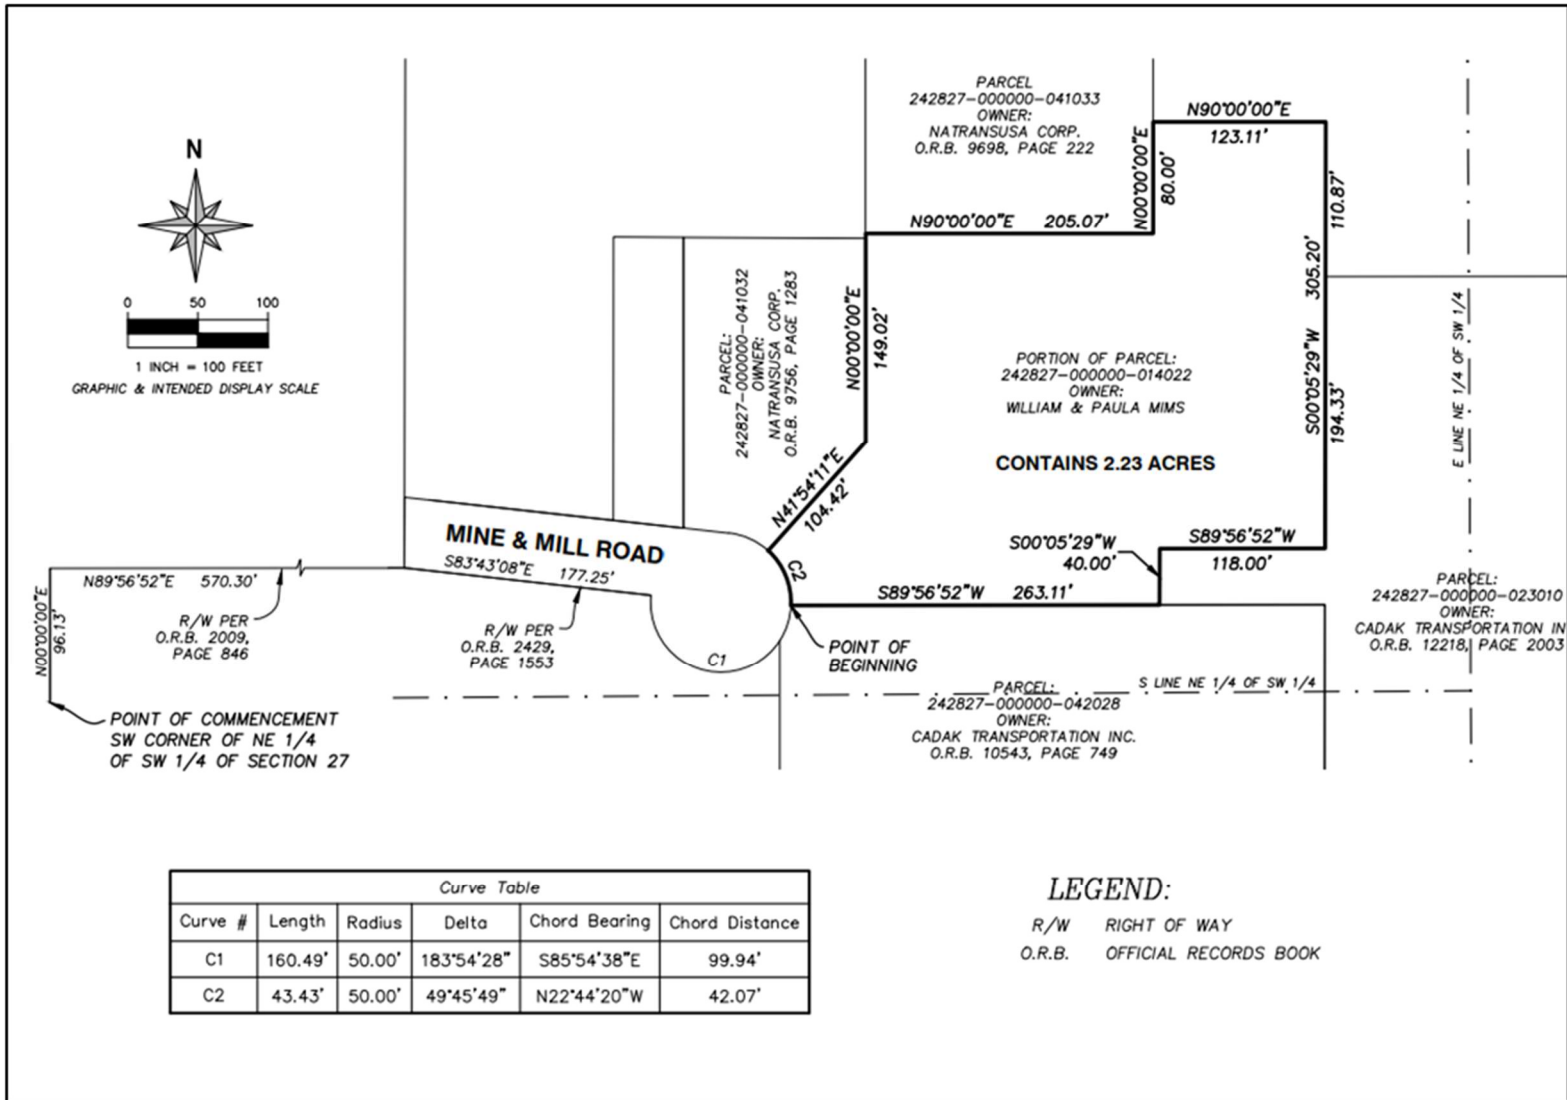 PARCEL
242827-000000-041033
OWNER:
NATRANSUSA CORP.
O.R.B. 9698, PAGE 222
N90°00'00"E
123.11'
N00°00'00"E
80.00'
110.87'
N
N90°00'00"E 205.07'
305.20'
S00°05'29"W
194.33'
0 50 100
1 INCH = 100 FEET
GRAPHIC & INTENDED DISPLAY SCALE
PARCEL:
242827-000000-041032
OWNER:
NATRANSUSA CORP.
O.R.B. 9756, PAGE 1283
N00°00'00"E
149.02'
PORTION OF PARCEL:
242827-000000-014022
OWNER:
WILLIAM & PAULA MIMS
CONTAINS 2.23 ACRES
E LINE NE 1/4 OF SW 1/4
N41°54'11"E
104.42'
MINE & MILL ROAD
S83°43'08"E 177.25'
C2
S00°05'29"W
40.00'
S89°56'52"W
118.00'
S89°56'52"W 263.11'
N89°56'52"E 570.30'
N00°00'00"E
96.13'
R/W PER
O.R.B. 2009,
PAGE 846
R/W PER
O.R.B. 2429,
PAGE 1553
C1
POINT OF
BEGINNING
PARCEL:
242827-000000-023010
OWNER:
CADAK TRANSPORTATION IN
O.R.B. 12218, PAGE 2003
S LINE NE 1/4 OF SW 1/4
PARCEL:
242827-000000-042028
OWNER:
CADAK TRANSPORTATION INC.
O.R.B. 10543, PAGE 749
POINT OF COMMENCEMENT
SW CORNER OF NE 1/4
OF SW 1/4 OF SECTION 27
Curve Table
Curve # Length Radius Delta Chord Bearing Chord Distance
C1 160.49' 50.00' 183°54'28" S85°54'38"E 99.94'
C2 43.43' 50.00' 49°45'49" N22°44'20"W 42.07'
LEGEND:
R/W RIGHT OF WAY
O.R.B. OFFICIAL RECORDS BOOK